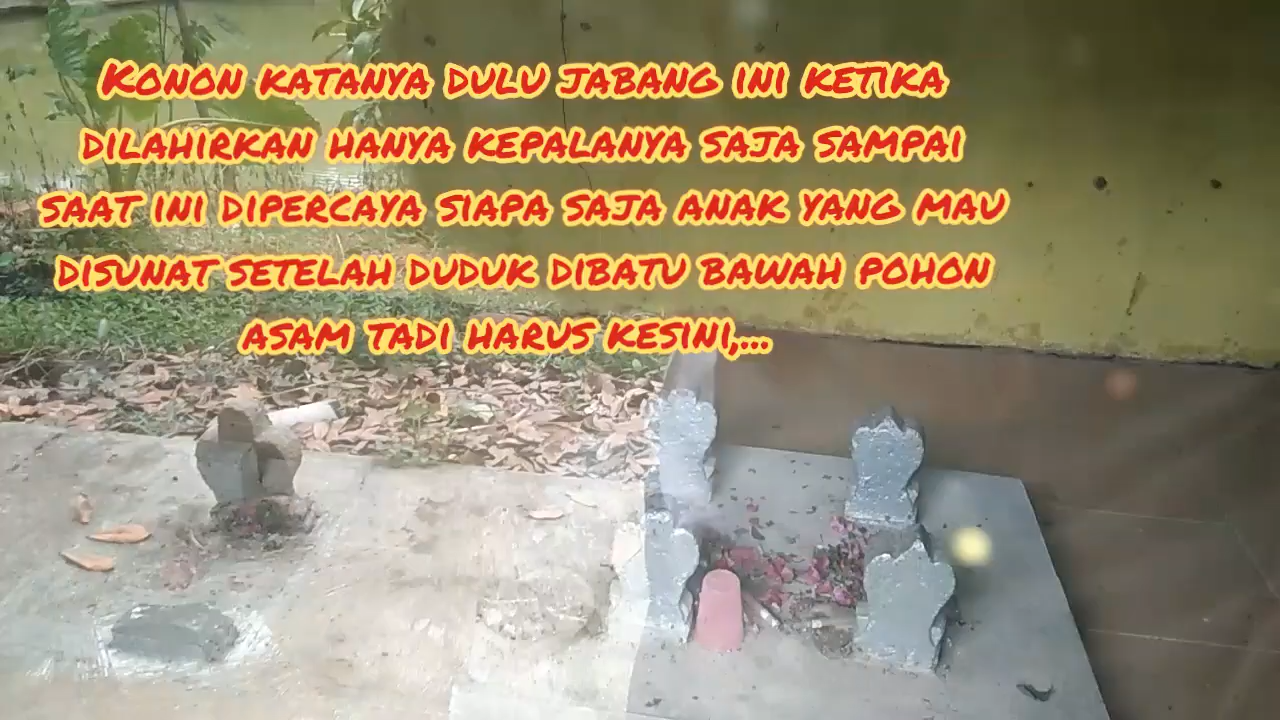 Konon katanya dulu jabang ini ketika
dilahirkan hanya kepalanya saja sampai
saat ini dipercaya siapa saja anak yang mau
disunat setelah duduk dibatu bawah pohon
asam tadi harus kesini,...